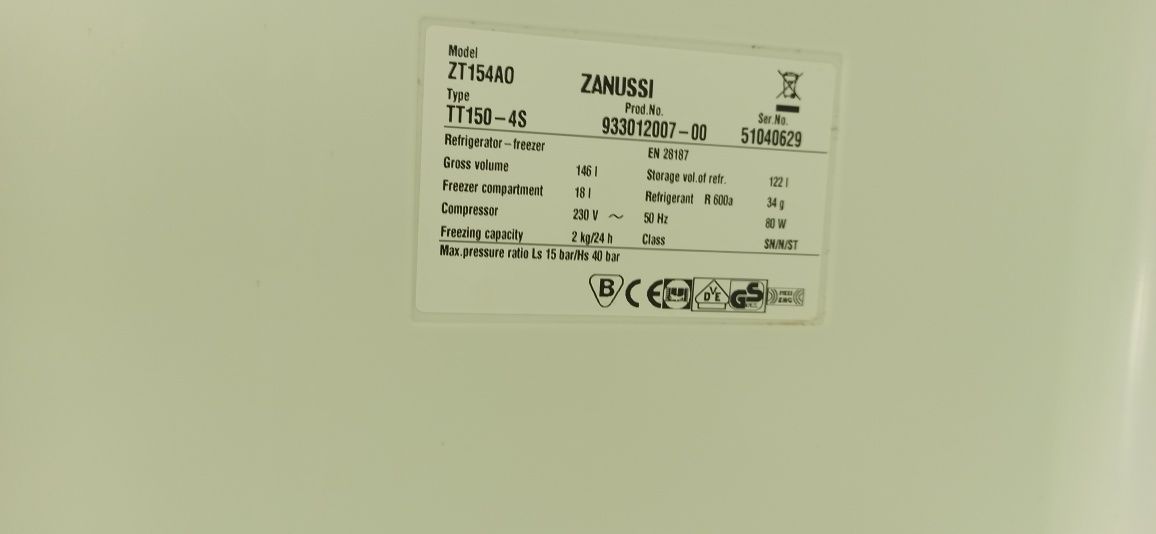 Model
ZT154AO
ZANUSSI
Type
Prod.No.
Ser.No.
TT150-4S
933012007-00
51040629
Refrigerator-freezer
EN 28187
Gross volume 146 l
Storage vol.of refr. 122 l
Freezer compartment 18 l
Refrigerant R 600a 34 g
Compressor 230 V ~ 50 Hz 80 W
Freezing capacity 2 kg/24 h
Class SN/N/ST
Max.pressure ratio Ls 15 bar/Hs 40 bar
B CE DVE GS